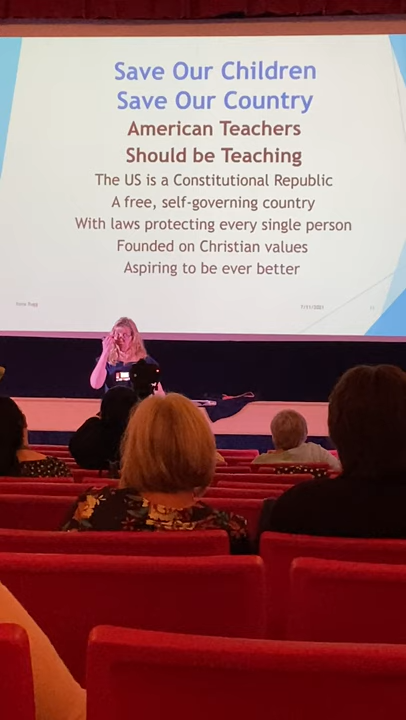 Save Our Children
Save Our Country
American Teachers
Should be Teaching
The US is a Constitutional Republic
A free, self-governing country
With laws protecting every single person
Founded on Christian values
Aspiring to be ever better